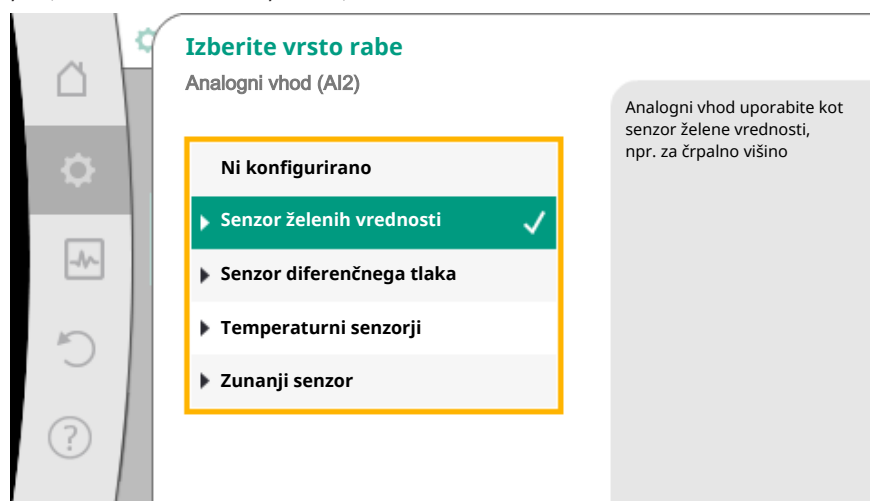 Izberite vrsto rabe
Analogni vhod (AI2)
Ni konfigurirano
Senzor želenih vrednosti
Senzor diferenčnega tlaka
Temperaturni senzorji
Zunanji senzor
Analogni vhod uporabite kot
senzor želene vrednosti,
npr. za črpalno višino
?